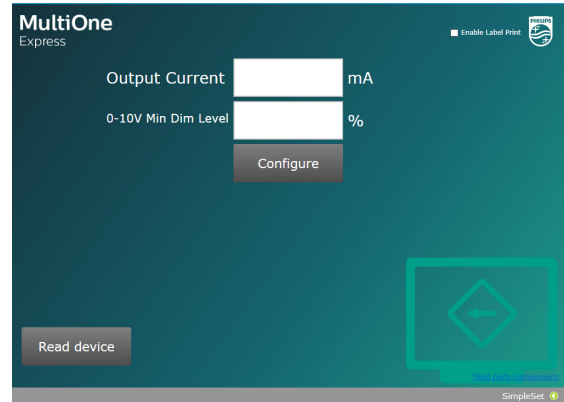 MultiOne
Express
Enable Label Print
PHILIPS
Output Current
mA
0-10V Min Dim Level
%
Configure
Read device
Third party components
SimpleSet